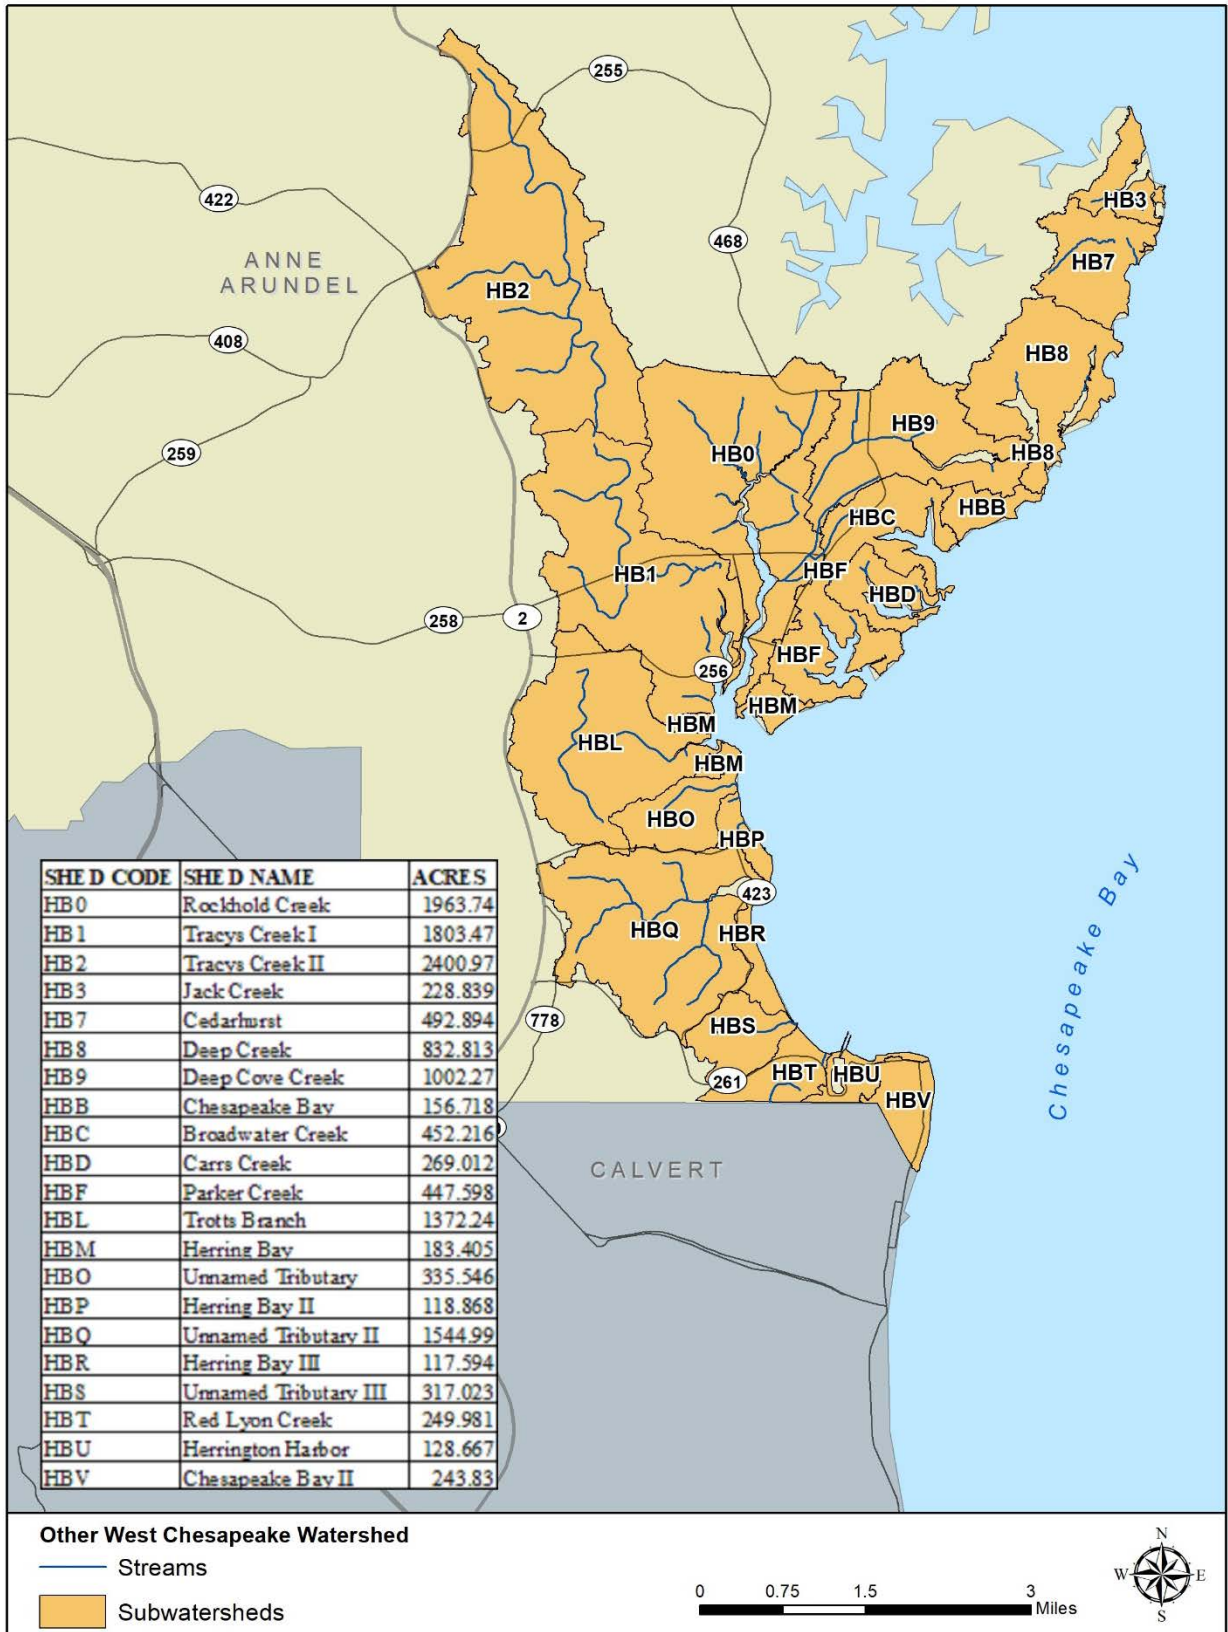 255
422
468
ANNE
ARUNDEL
HB3
HB7
HB2
408
HB8
HB9
259
HB0
HB8
HBB
HBC
HB1
HBF
HBD
258
2
HBF
256
HBM
HBM
HBL
HBM
HBO
HBP
423
HBQ
HBR
778
HBS
261
HBT
HBU
HBV
CALVERT
Chesapeake Bay
SHED CODE SHED NAME ACRES
HB0 Rockhold Creek 1963.74
HB1 Tracys Creek I 1803.47
HB2 Tracys Creek II 2400.97
HB3 Jack Creek 228.839
HB7 Cedarhurst 492.894
HB8 Deep Creek 832.813
HB9 Deep Cove Creek 1002.27
HBB Chesapeake Bay 156.718
HBC Broadwater Creek 452.216
HBD Carrs Creek 269.012
HBF Parker Creek 447.598
HBL Trotts Branch 1372.24
HBM Herring Bay 183.405
HBO Unnamed Tributary 335.546
HBP Herring Bay II 118.868
HBQ Unnamed Tributary II 1544.99
HBR Herring Bay III 117.594
HBS Unnamed Tributary III 317.023
HBT Red Lyon Creek 249.981
HBU Herrington Harbor 128.667
HBV Chesapeake Bay II 243.83
Other West Chesapeake Watershed
Streams
Subwatersheds
0 0.75 1.5 3
Miles
N
W E
S